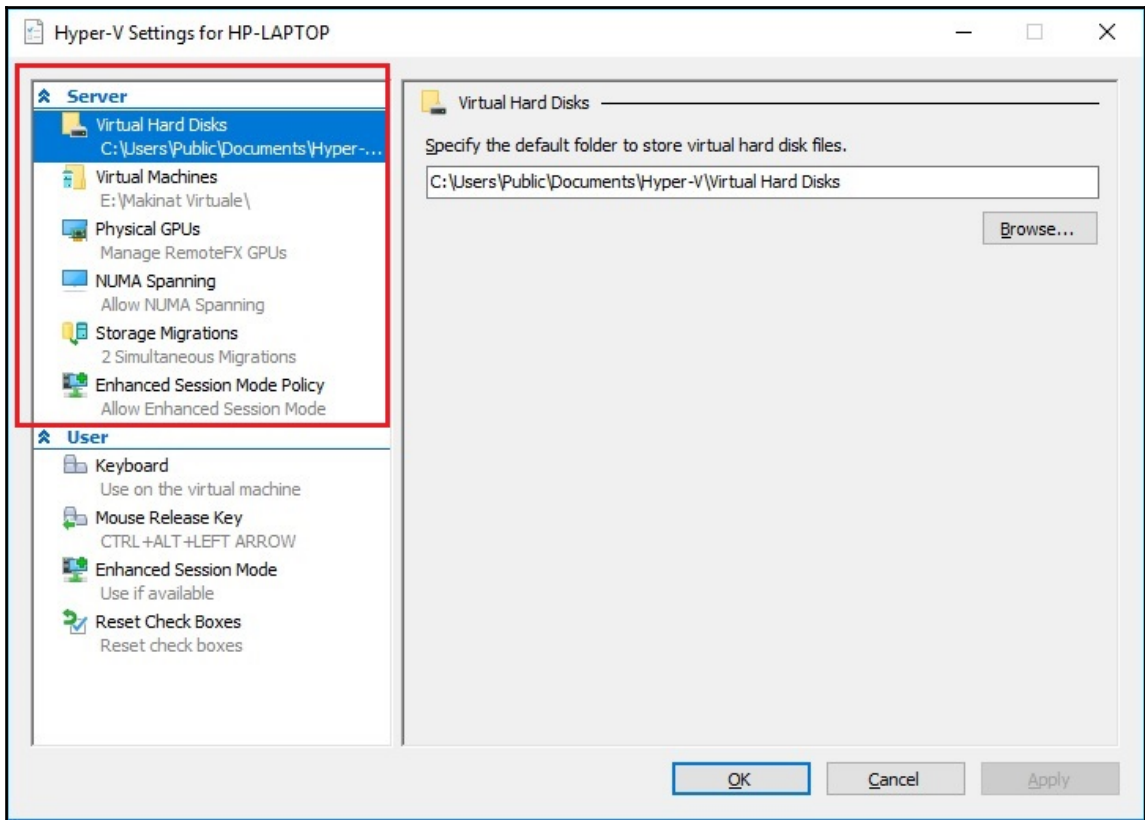 Hyper-V Settings for HP-LAPTOP
Server
Virtual Hard Disks
C:\Users\Public\Documents\Hyper-...
Virtual Machines
E:\Makinat Virtuale\
Physical GPUs
Manage RemoteFX GPUs
NUMA Spanning
Allow NUMA Spanning
Storage Migrations
2 Simultaneous Migrations
Enhanced Session Mode Policy
Allow Enhanced Session Mode
User
Keyboard
Use on the virtual machine
Mouse Release Key
CTRL+ALT+LEFT ARROW
Enhanced Session Mode
Use if available
Reset Check Boxes
Reset check boxes
Virtual Hard Disks
Specify the default folder to store virtual hard disk files.
C:\Users\Public\Documents\Hyper-V\Virtual Hard Disks
Browse...
OK
Cancel
Apply